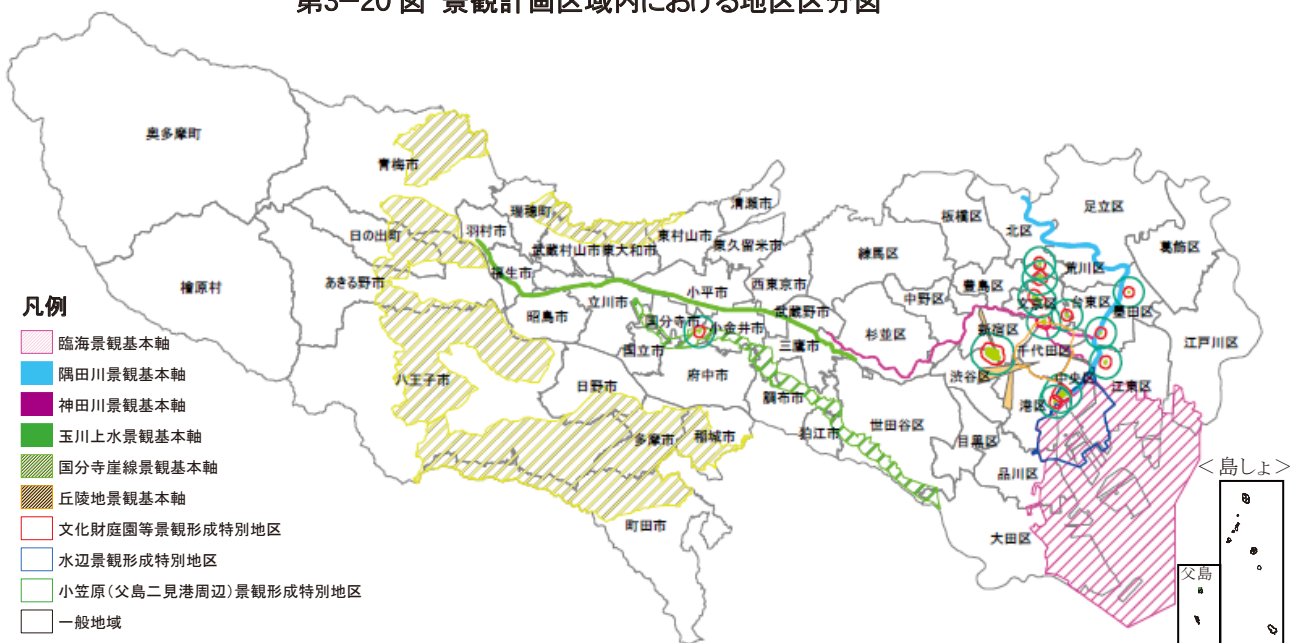 第3-20図 景観計画区域内における地区区分図
奥多摩町
青梅市
檜原村
日の出町
あきる野市
羽村市
瑞穂町
福生市
武蔵村山市
東大和市
東村山市
清瀬市
東久留米市
昭島市
立川市
小平市
西東京市
国分寺市
小金井市
武蔵野市
三鷹市
国立市
府中市
八王子市
日野市
多摩市
稲城市
調布市
狛江市
町田市
練馬区
板橋区
北区
足立区
葛飾区
荒川区
豊島区
中野区
杉並区
文京区
台東区
墨田区
新宿区
千代田区
江戸川区
渋谷区
中央区
江東区
港区
世田谷区
目黒区
品川区
大田区
凡例
臨海景観基本軸
隅田川景観基本軸
神田川景観基本軸
玉川上水景観基本軸
国分寺崖線景観基本軸
丘陵地景観基本軸
文化財庭園等景観形成特別地区
水辺景観形成特別地区
小笠原(父島二見港周辺)景観形成特別地区
一般地域
<島しょ>
父島